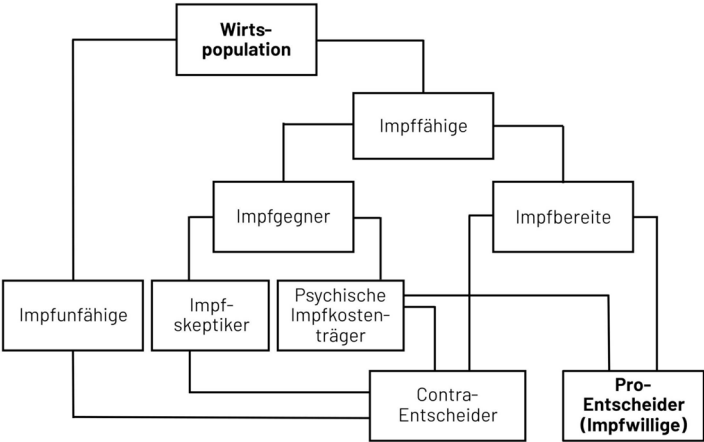 Wirts-
population
Impffähige
Impfgegner
Impfbereite
Impfunfähige
Impf-
skeptiker
Psychische
Impfkosten-
träger
Contra-
Entscheider
Pro-
Entscheider
(Impfwillige)